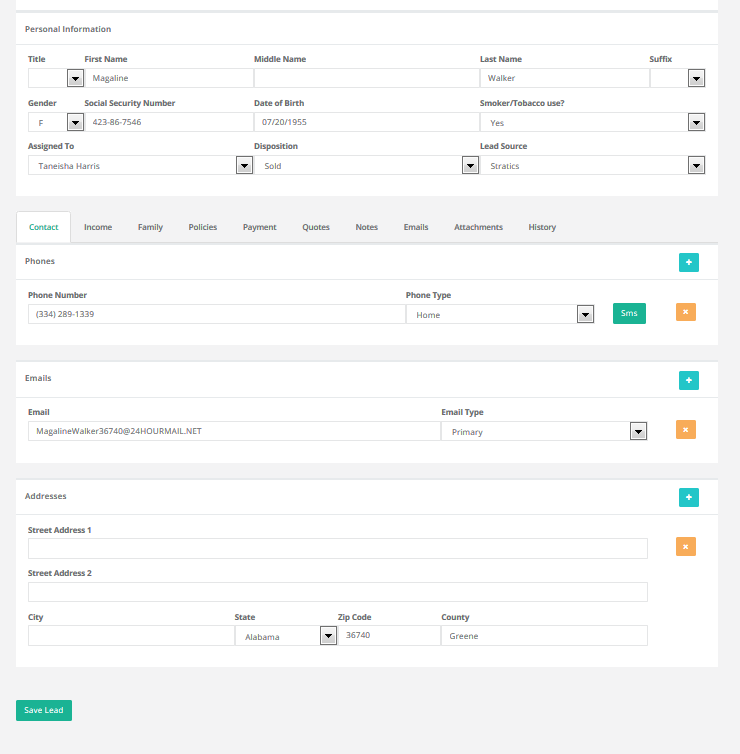 Personal Information
Title First Name Middle Name Last Name Suffix
Magaline Walker
Gender Social Security Number Date of Birth Smoker/Tobacco use?
F 423-86-7546 07/20/1955 Yes
Assigned To Disposition Lead Source
Taneisha Harris Sold Stratics
Contact Income Family Policies Payment Quotes Notes Emails Attachments History
Phones +
Phone Number Phone Type
(334) 289-1339 Home Sms ×
Emails +
Email Email Type
MagalineWalker36740@24HOURMAIL.NET Primary ×
Addresses +
Street Address 1
×
Street Address 2
City State Zip Code County
Alabama 36740 Greene
Save Lead